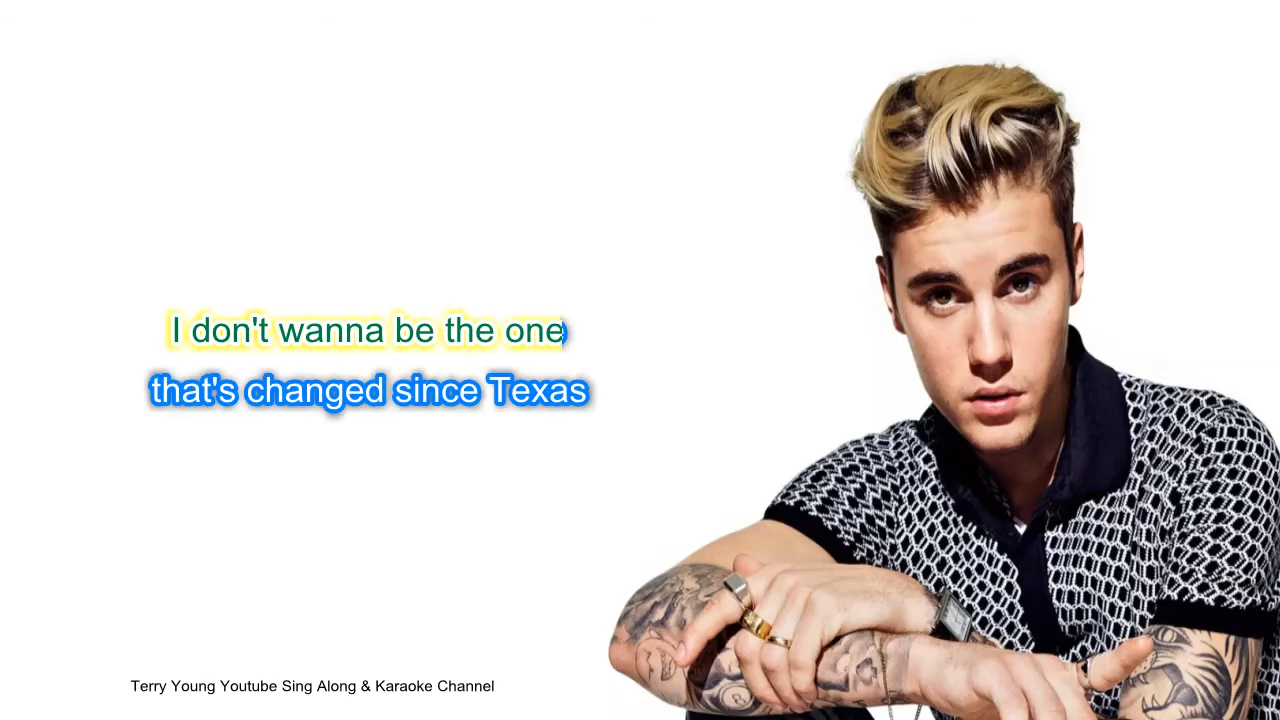 I don't wanna be the one
that's changed since Texas
Terry Young Youtube Sing Along & Karaoke Channel